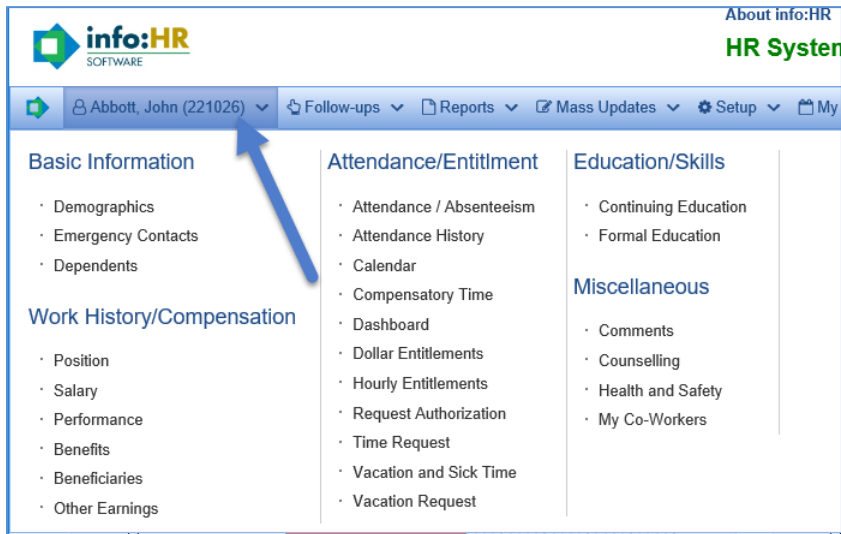 About info:HR
info:HR
SOFTWARE
HR System
Abbott, John (221026)
Follow-ups
Reports
Mass Updates
Setup
My
Basic Information
Demographics
Emergency Contacts
Dependents
Work History/Compensation
Position
Salary
Performance
Benefits
Beneficiaries
Other Earnings
Attendance/Entitlment
Attendance / Absenteeism
Attendance History
Calendar
Compensatory Time
Dashboard
Dollar Entitlements
Hourly Entitlements
Request Authorization
Time Request
Vacation and Sick Time
Vacation Request
Education/Skills
Continuing Education
Formal Education
Miscellaneous
Comments
Counselling
Health and Safety
My Co-Workers